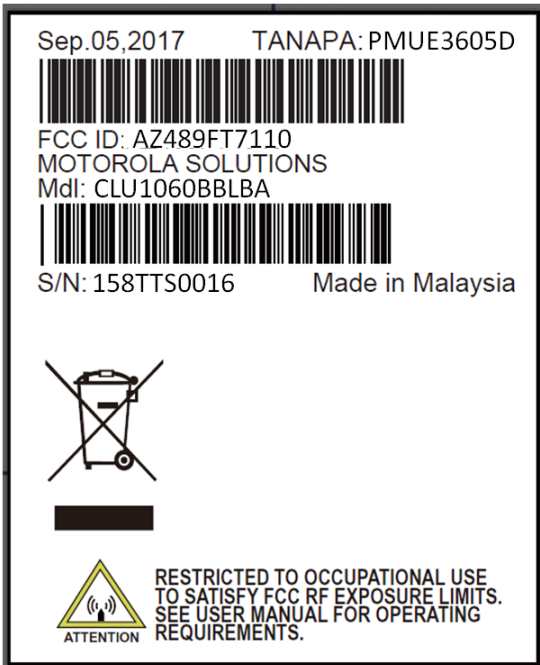 Sep.05,2017 TANAPA: PMUE3605D
FCC ID: AZ489FT7110
MOTOROLA SOLUTIONS
Mdl: CLU1060BBLBA
S/N: 158TTS0016 Made in Malaysia
RESTRICTED TO OCCUPATIONAL USE
TO SATISFY FCC RF EXPOSURE LIMITS.
SEE USER MANUAL FOR OPERATING
REQUIREMENTS.
ATTENTION